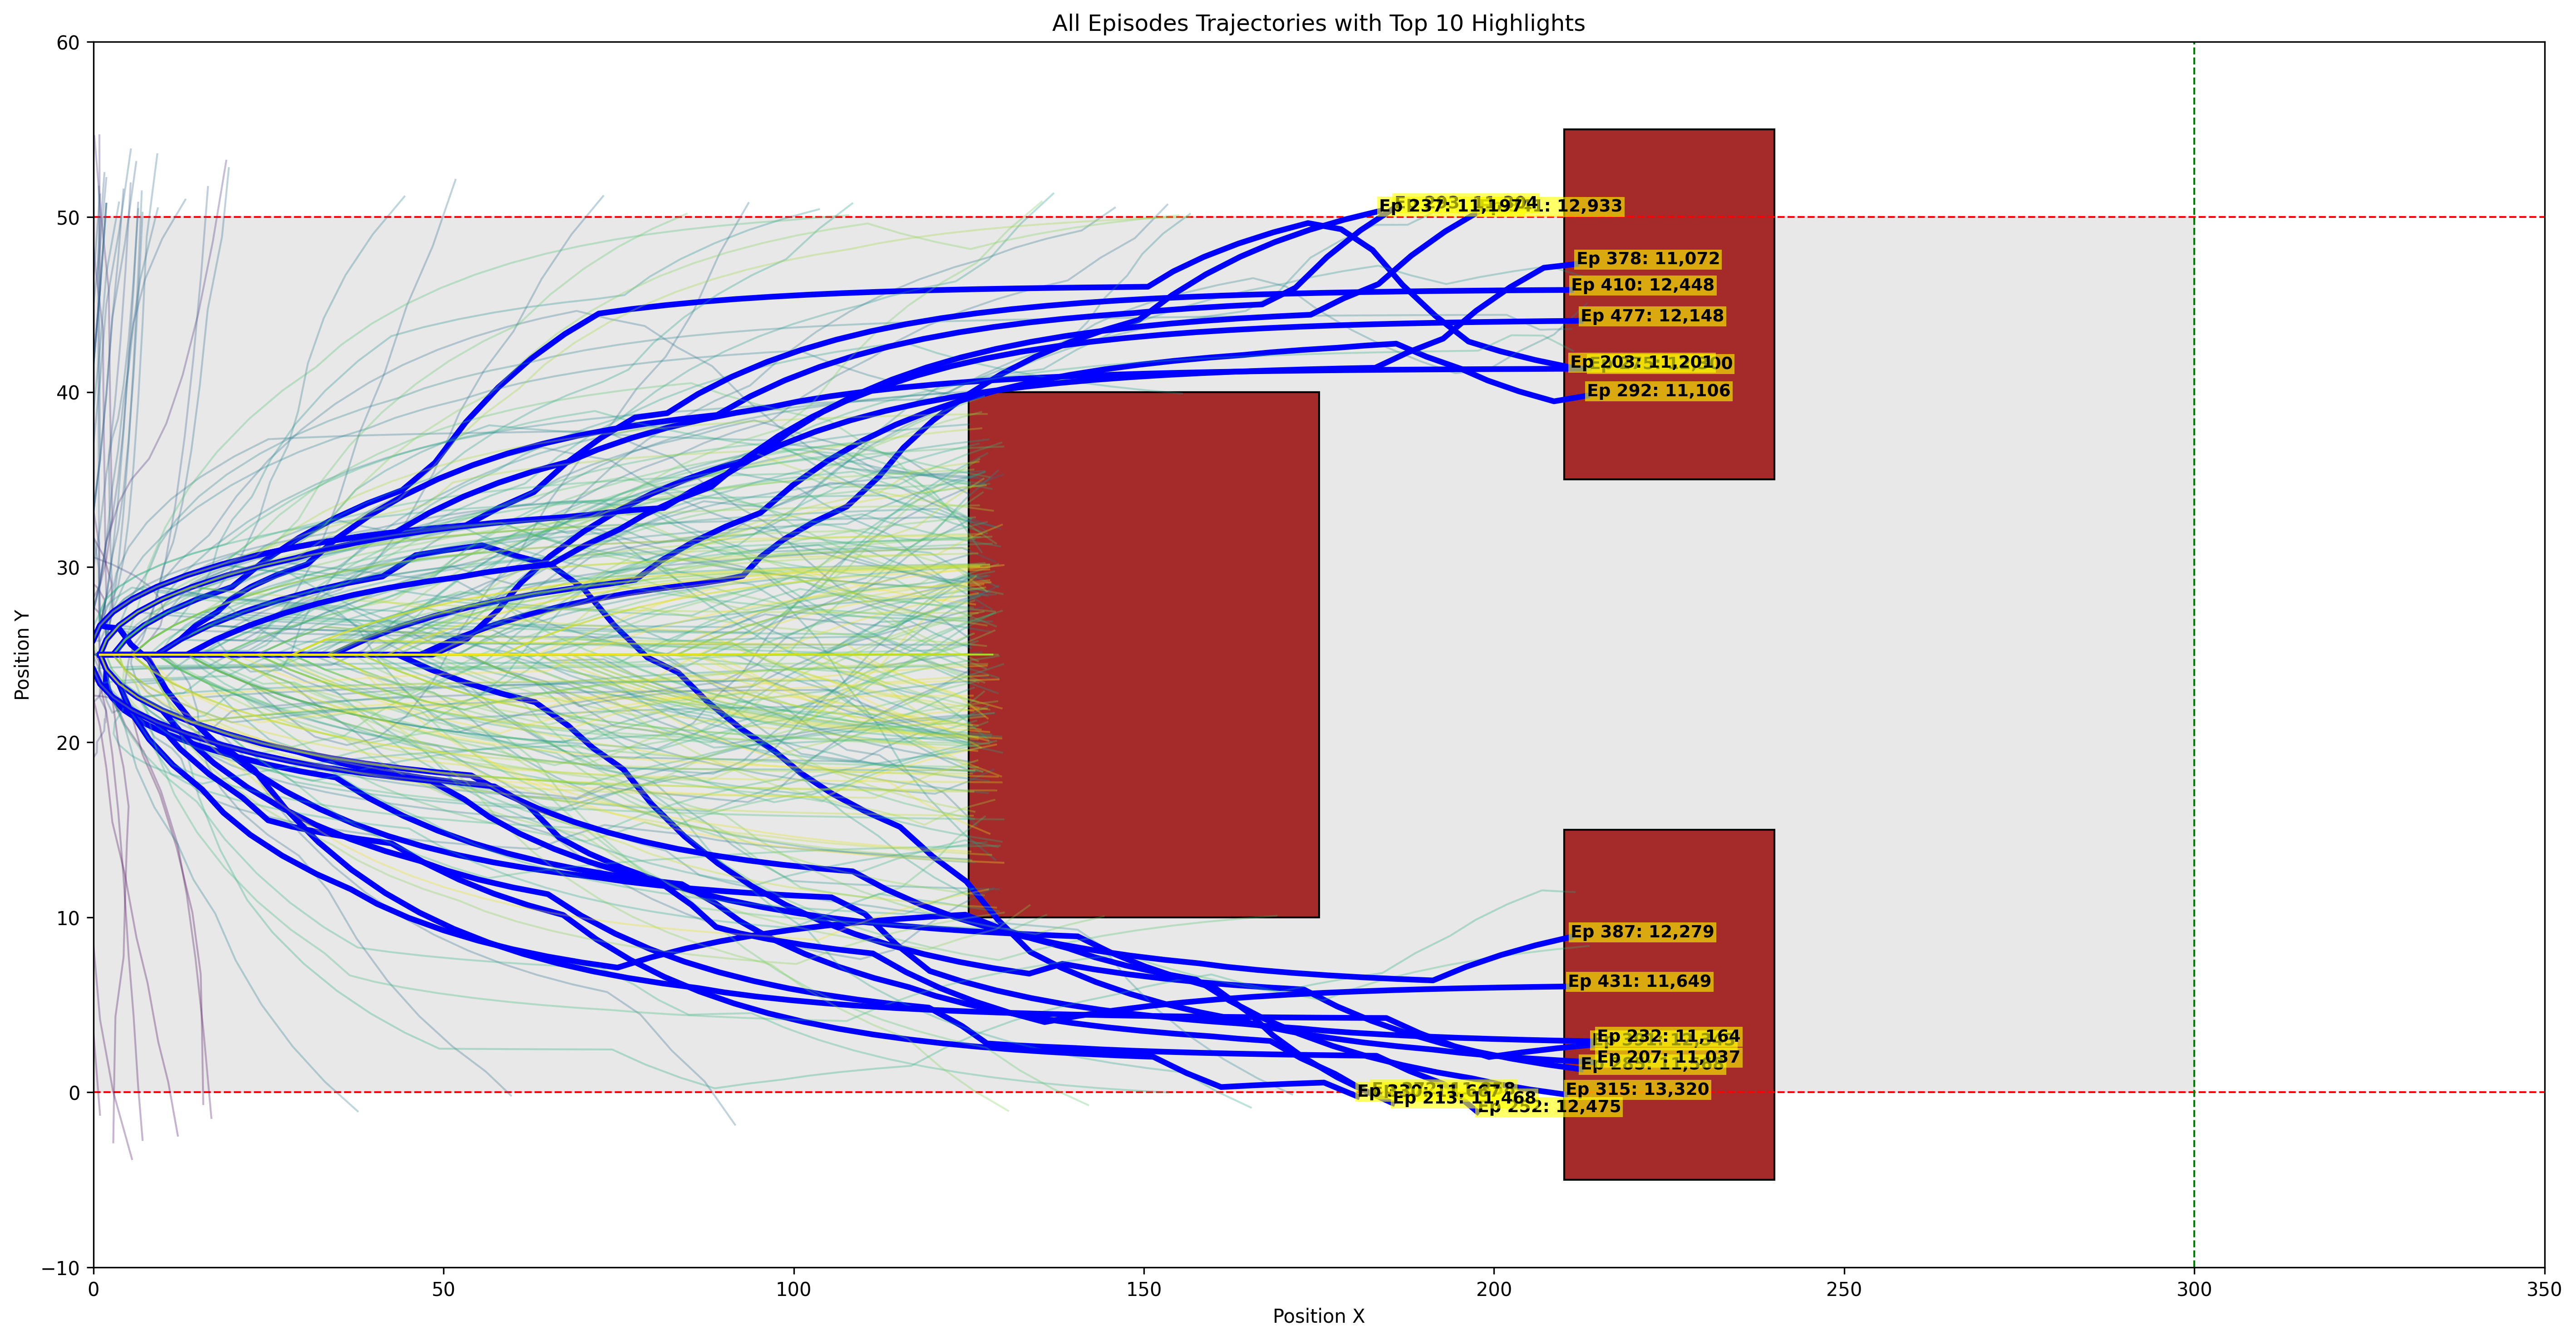 All Episodes Trajectories with Top 10 Highlights
60
50
40
30
20
10
0
−10
Position Y
Ep 237: 11,197
: 12,933
Ep 378: 11,072
Ep 410: 12,448
Ep 477: 12,148
Ep 203: 11,201
Ep 292: 11,106
Ep 387: 12,279
Ep 431: 11,649
Ep 232: 11,164
Ep 207: 11,037
Ep 315: 13,320
Ep 213: 11,468
Ep 252: 12,475
0
50
100
150
200
250
300
350
Position X